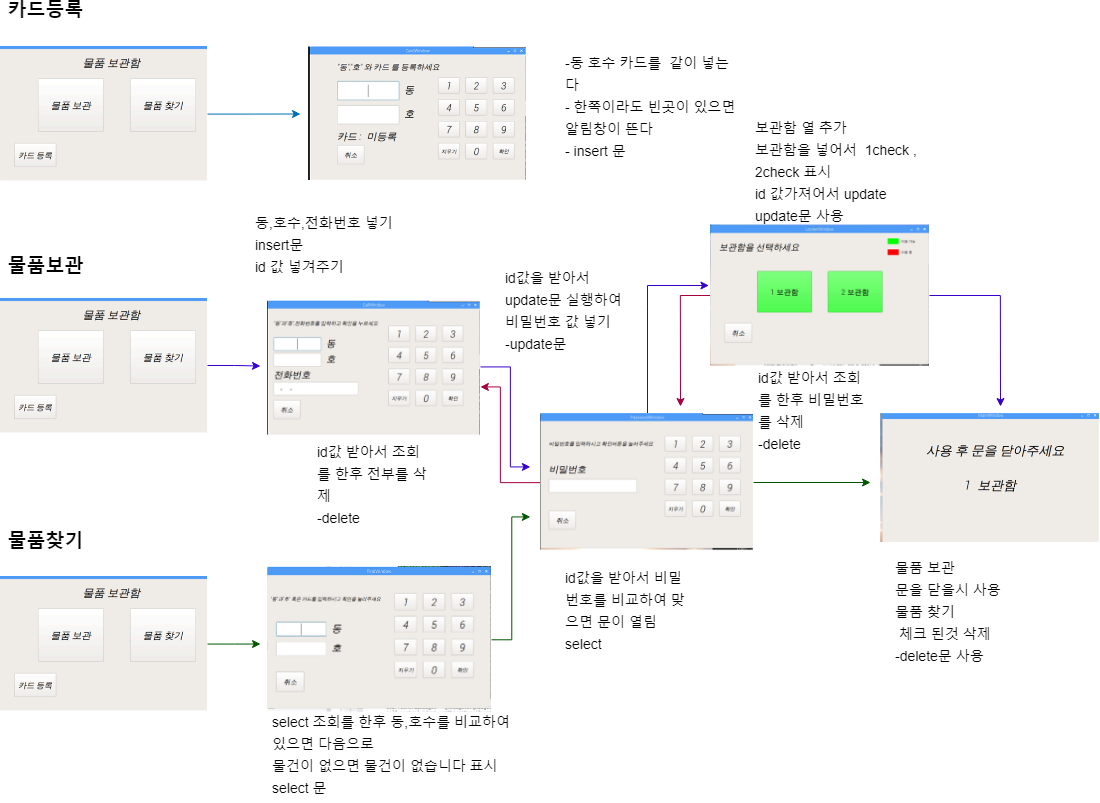 카드등록
물품 보관함
물품 보관
물품 찾기
카드 등록
CardWindow
'동','호' 와 카드 를 등록하세요
동
호
카드 : 미등록
취소
1 2 3
4 5 6
7 8 9
지우기 0 확인
-동 호수 카드를 같이 넣는
다
- 한쪽이라도 빈곳이 있으면
알림창이 뜬다
- insert 문
보관함 열 추가
보관함을 넣어서 1check ,
2check 표시
id 값가져어서 update
update문 사용
동,호수,전화번호 넣기
insert문
id 값 넣겨주기
물품보관
물품 보관함
물품 보관
물품 찾기
카드 등록
CellWindow
'동'과'호' 전화번호를 입력하고 확인을 누르세요
동
호
전화번호
- -
취소
1 2 3
4 5 6
7 8 9
지우기 0 확인
id값을 받아서
update문 실행하여
비밀번호 값 넣기
-update문
보관함을 선택하세요
사용 가능
사용 중
1 보관함
2 보관함
취소
id값 받아서 조회
를 한후 비밀번호
를 삭제
-delete
id값 받아서 조회
를 한후 전부를 삭
제
-delete
PasswordWindow
비밀번호를 입력하시고 확인버튼을 눌러주세요
비밀번호
취소
1 2 3
4 5 6
7 8 9
지우기 0 확인
사용 후 문을 닫아주세요
1 보관함
물품찾기
물품 보관함
물품 보관
물품 찾기
카드 등록
FindWindow
'동'과'호' 혹은 카드를 입력하시고 확인을 눌러주세요
동
호
취소
1 2 3
4 5 6
7 8 9
지우기 0 확인
id값을 받아서 비밀
번호를 비교하여 맞
으면 문이 열림
select
물품 보관
문을 닫을시 사용
물품 찾기
체크 된것 삭제
-delete문 사용
select 조회를 한후 동,호수를 비교하여
있으면 다음으로
물건이 없으면 물건이 없습니다 표시
select 문